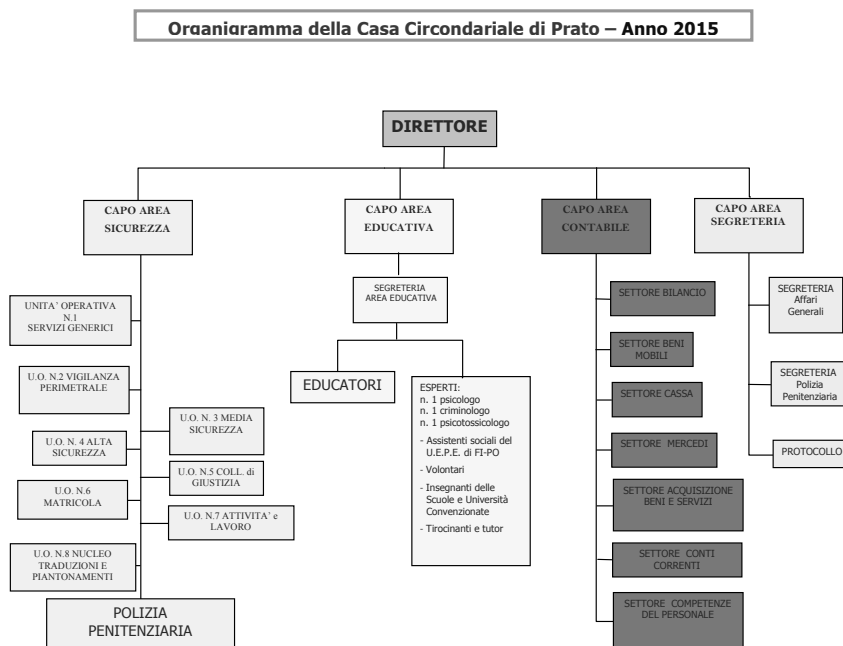 Organigramma della Casa Circondariale di Prato – Anno 2015
DIRETTORE
CAPO AREA
SICUREZZA
CAPO AREA
EDUCATIVA
CAPO AREA
CONTABILE
CAPO AREA
SEGRETERIA
UNITA' OPERATIVA
N.1
SERVIZI GENERICI
U.O. N.2 VIGILANZA
PERIMETRALE
U.O. N. 3 MEDIA
SICUREZZA
U.O. N. 4 ALTA
SICUREZZA
U.O. N.5 COLL. di
GIUSTIZIA
U.O. N.6
MATRICOLA
U.O. N.7 ATTIVITA' e
LAVORO
U.O. N.8 NUCLEO
TRADUZIONI E
PIANTONAMENTI
POLIZIA
PENITENZIARIA
SEGRETERIA
AREA EDUCATIVA
EDUCATORI
ESPERTI:
n. 1 psicologo
n. 1 criminologo
n. 1 psicotossicologo
- Assistenti sociali del
U.E.P.E. di FI-PO
- Volontari
- Insegnanti delle
Scuole e Università
Convenzionate
- Tirocinanti e tutor
SETTORE BILANCIO
SETTORE BENI
MOBILI
SETTORE CASSA
SETTORE MERCEDI
SETTORE ACQUISIZIONE
BENI E SERVIZI
SETTORE CONTI
CORRENTI
SETTORE COMPETENZE
DEL PERSONALE
SEGRETERIA
Affari
Generali
SEGRETERIA
Polizia
Penitenziaria
PROTOCOLLO